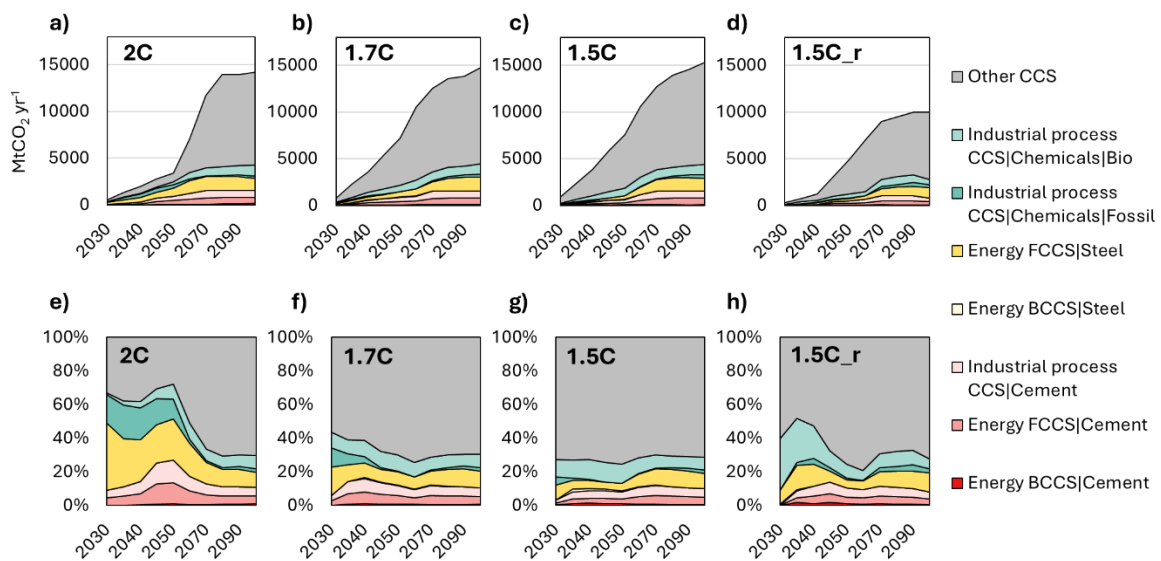 a)
b)
c)
d)
2C
1.7C
1.5C
1.5C_r
MtCO₂ yr⁻¹
15000
10000
5000
0
15000
10000
5000
0
15000
10000
5000
0
15000
10000
5000
0
2030
2040
2050
2070
2090
2030
2040
2050
2070
2090
2030
2040
2050
2070
2090
2030
2040
2050
2070
2090
e)
f)
g)
h)
2C
1.7C
1.5C
1.5C_r
100%
80%
60%
40%
20%
0%
100%
80%
60%
40%
20%
0%
100%
80%
60%
40%
20%
0%
100%
80%
60%
40%
20%
0%
2030
2040
2050
2070
2090
2030
2040
2050
2070
2090
2030
2040
2050
2070
2090
2030
2040
2050
2070
2090
Other CCS
Industrial process
CCS|Chemicals|Bio
Industrial process
CCS|Chemicals|Fossil
Energy FCCS|Steel
Energy BCCS|Steel
Industrial process
CCS|Cement
Energy FCCS|Cement
Energy BCCS|Cement